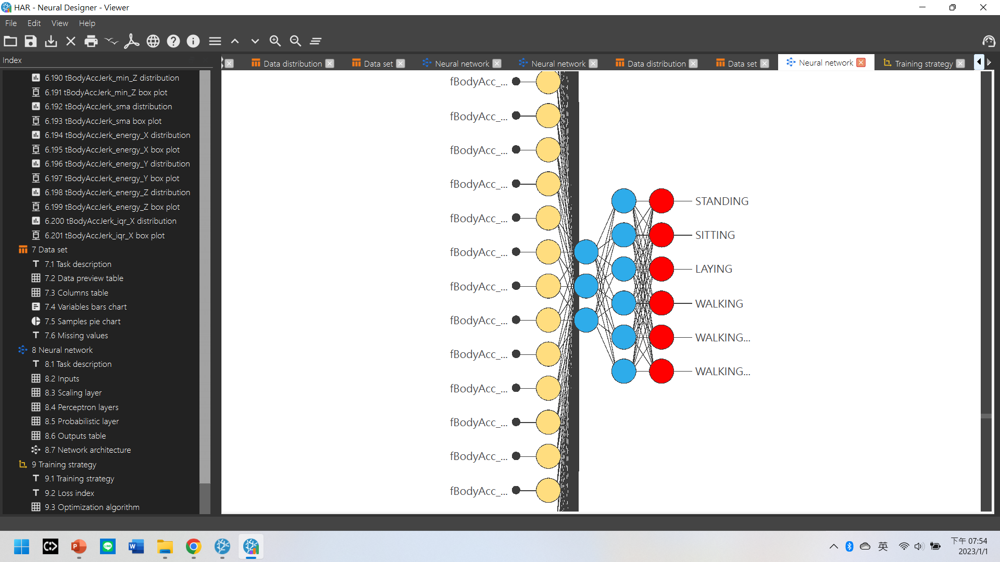 HAR - Neural Designer - Viewer
File Edit View Help
Index
Data distribution Data set Neural network Neural network Data distribution Data set Neural network Training strategy
6.190 tBodyAccJerk_min_Z distribution
6.191 tBodyAccJerk_min_Z box plot
6.192 tBodyAccJerk_sma distribution
6.193 tBodyAccJerk_sma box plot
6.194 tBodyAccJerk_energy_X distribution
6.195 tBodyAccJerk_energy_X box plot
6.196 tBodyAccJerk_energy_Y distribution
6.197 tBodyAccJerk_energy_Y box plot
6.198 tBodyAccJerk_energy_Z distribution
6.199 tBodyAccJerk_energy_Z box plot
6.200 tBodyAccJerk_iqr_X distribution
6.201 tBodyAccJerk_iqr_X box plot
7 Data set
7.1 Task description
7.2 Data preview table
7.3 Columns table
7.4 Variables bars chart
7.5 Samples pie chart
7.6 Missing values
8 Neural network
8.1 Task description
8.2 Inputs
8.3 Scaling layer
8.4 Perceptron layers
8.5 Probabilistic layer
8.6 Outputs table
8.7 Network architecture
9 Training strategy
9.1 Training strategy
9.2 Loss index
9.3 Optimization algorithm
fBodyAcc_...
fBodyAcc_...
fBodyAcc_...
fBodyAcc_...
fBodyAcc_...
fBodyAcc_...
fBodyAcc_...
fBodyAcc_...
fBodyAcc_...
fBodyAcc_...
fBodyAcc_...
fBodyAcc_...
fBodyAcc_...
STANDING
SITTING
LAYING
WALKING
WALKING...
WALKING...
LINE
英
下午 07:54
2023/1/1